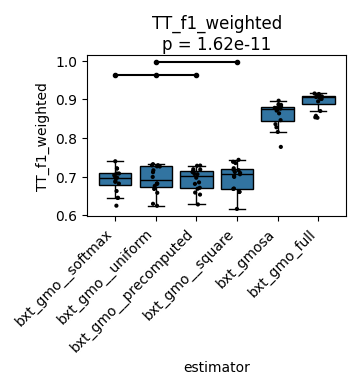 TT_f1_weighted
p = 1.62e-11
TT_f1_weighted
1.0
0.9
0.8
0.7
0.6
bxt_gmo__softmax
bxt_gmo__uniform
bxt_gmo__precomputed
bxt_gmo__square
bxt_gmosa
bxt_gmo_full
estimator